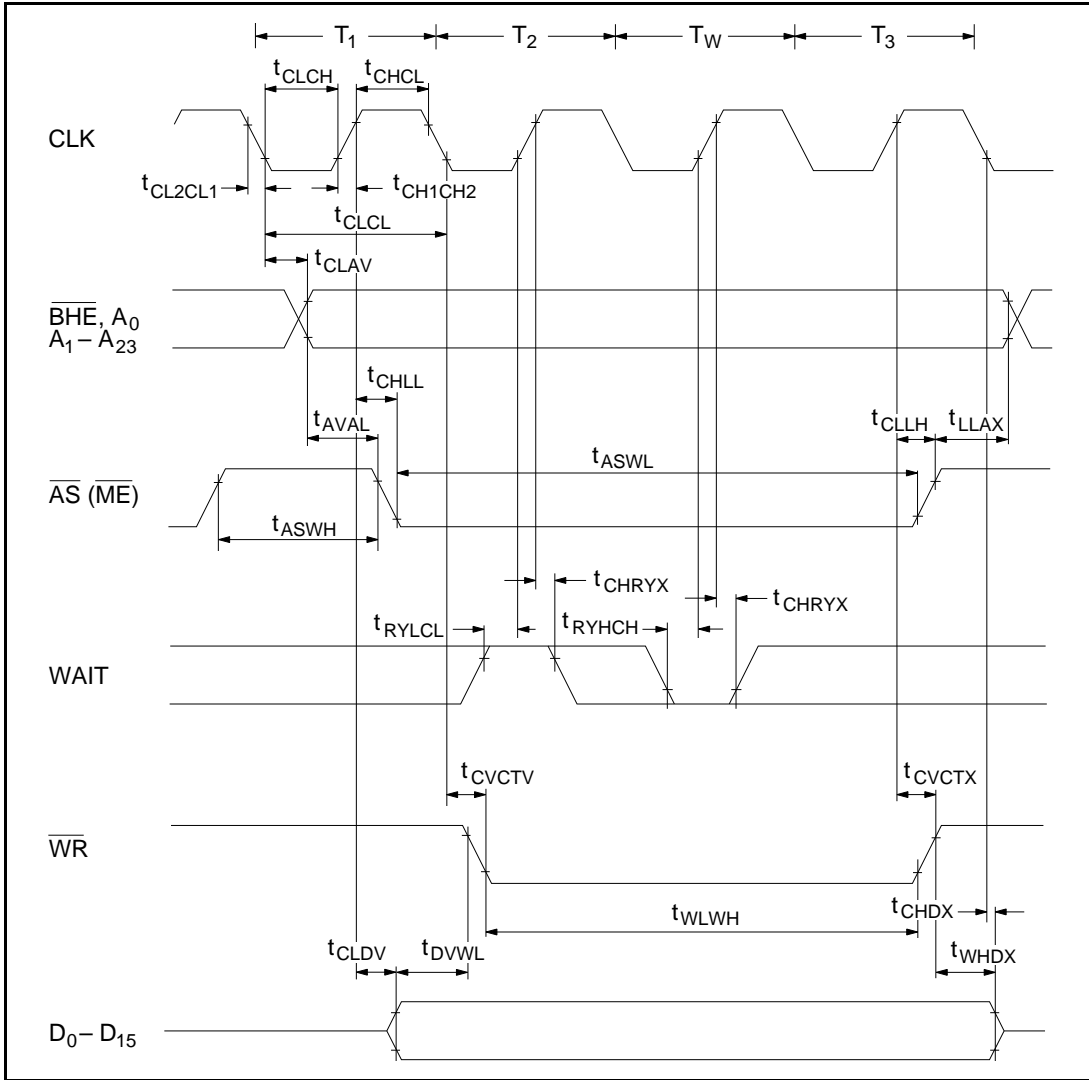 T1 T2 TW T3
tCLCH tCHCL
CLK
tCL2CL1 tCH1CH2
tCLCL
tCLAV
BHE, A0
A1 – A23
tCHLL
tAVAL tCLLH tLLAX
tASWL
AS (ME)
tASWH
tCHRYX
tCHRYX
tRYLCL tRYHCH
WAIT
tCVCTV tCVCTX
WR
tCHDX
tWLWH
tCLDV tDVWL tWHDX
D0 – D15